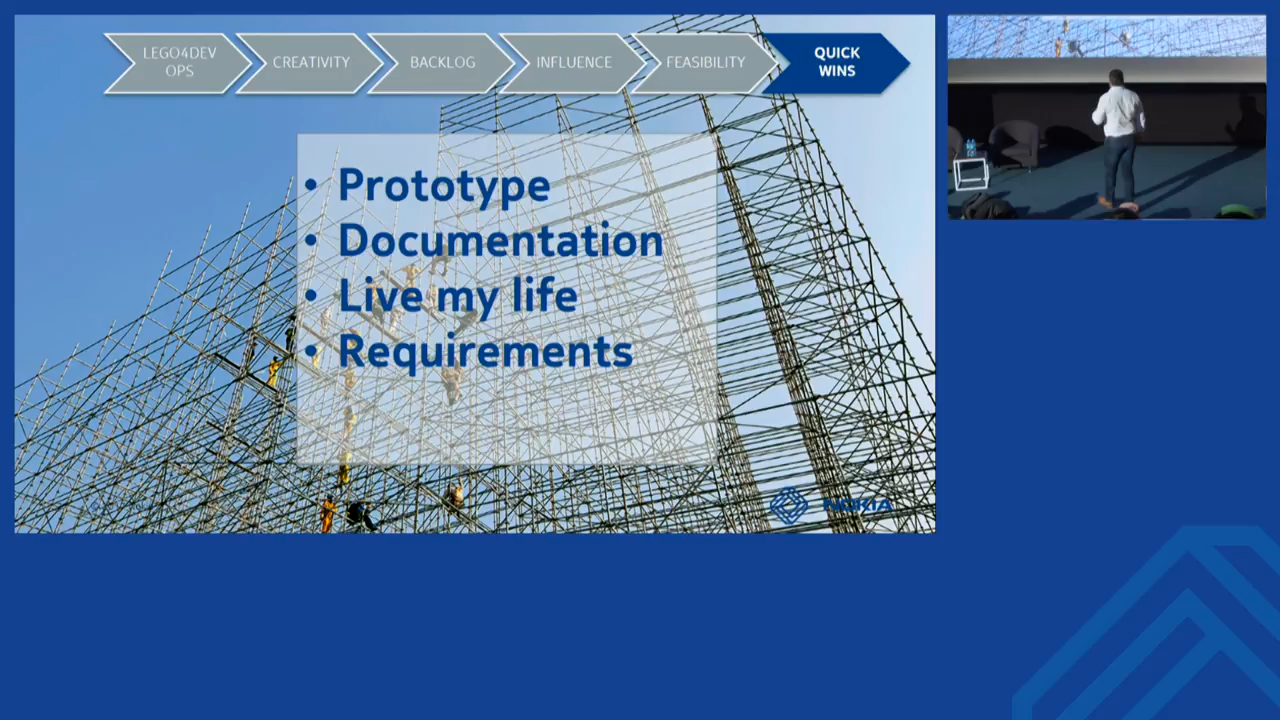 LEGO4DEV
OPS
CREATIVITY
BACKLOG
INFLUENCE
FEASIBILITY
QUICK
WINS
• Prototype
• Documentation
• Live my life
• Requirements
NOKIA